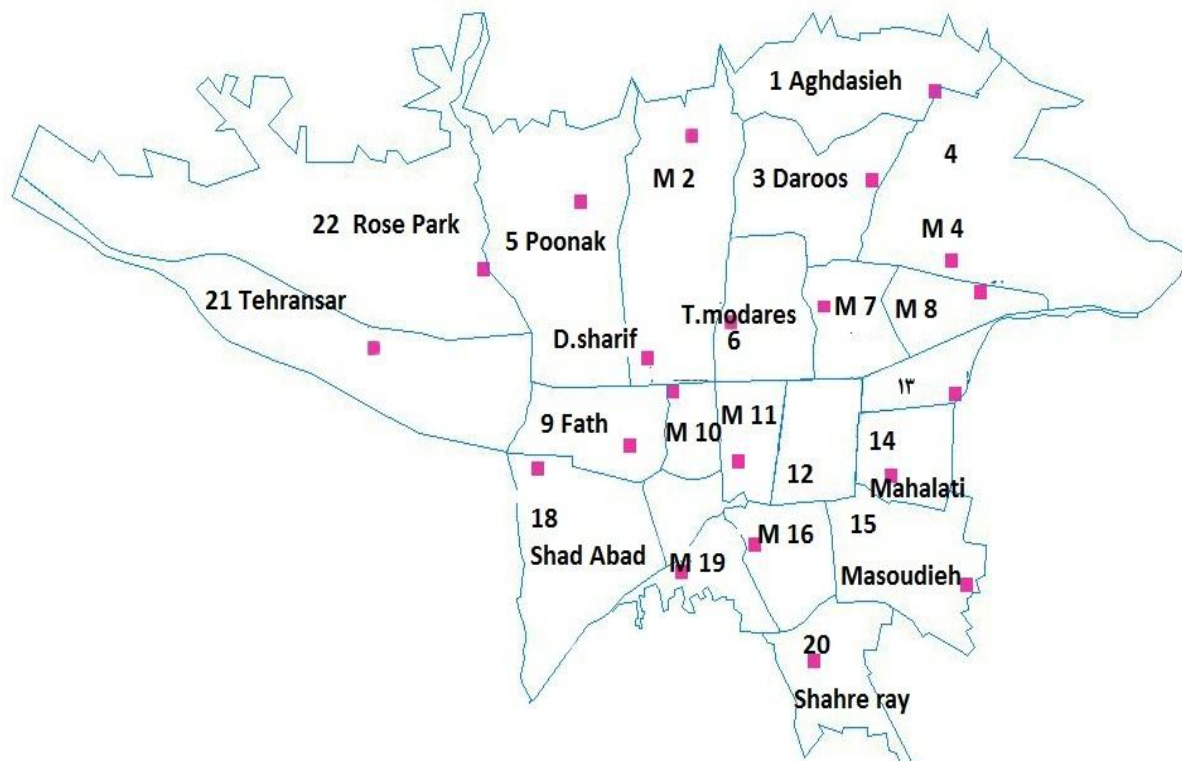 1 Aghdasieh
4
M 2
3 Daroos
22 Rose Park
M 4
5 Poonak
21 Tehransar
T.modares
6
M 7
M 8
D.sharif
۱۳
9 Fath
M 10
M 11
14
12
Mahalati
18
Shad Abad
M 16
15
M 19
Masoudieh
20
Shahre ray